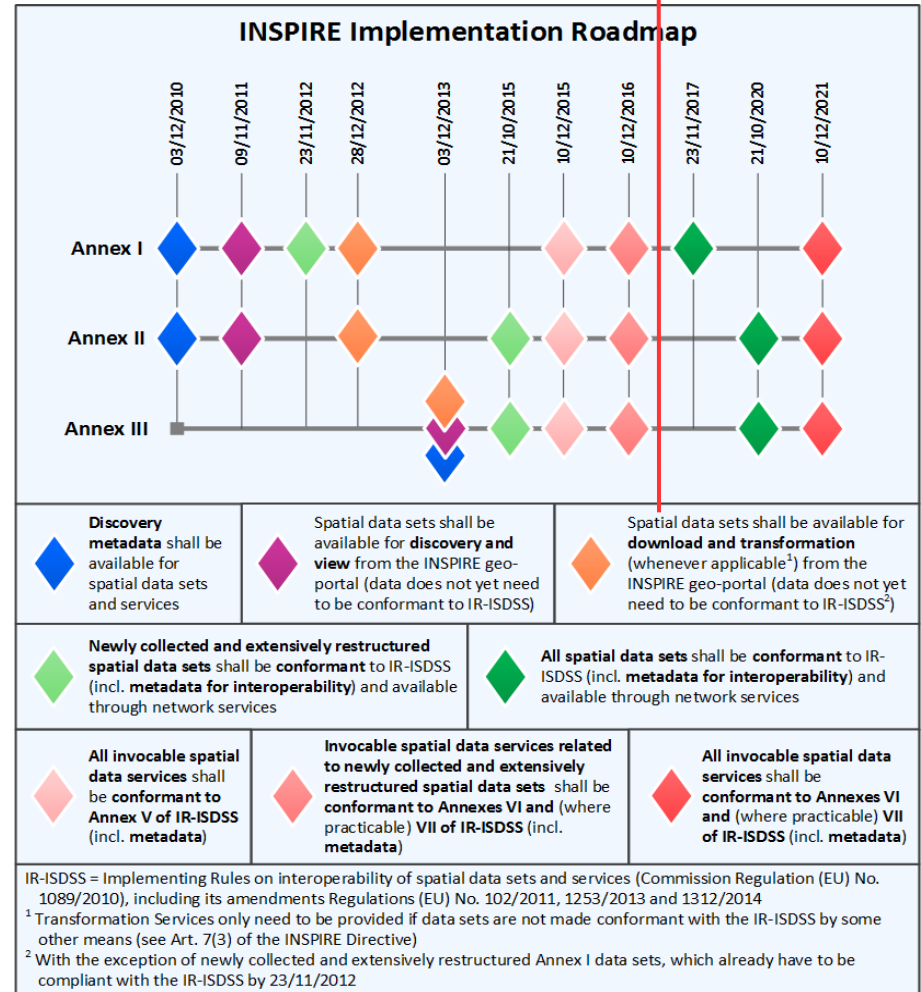 INSPIRE Implementation Roadmap
03/12/2010
09/11/2011
23/11/2012
28/12/2012
03/12/2013
21/10/2015
10/12/2015
10/12/2016
23/11/2017
21/10/2020
10/12/2021
Annex I
Annex II
Annex III
Discovery
metadata shall be
available for
spatial data sets
and services
Spatial data sets shall be
available for discovery and
view from the INSPIRE geo-
portal (data does not yet need
to be conformant to IR-ISDSS)
Spatial data sets shall be available for
download and transformation
(whenever applicable¹) from the
INSPIRE geo-portal (data does not yet
need to be conformant to IR-ISDSS²)
Newly collected and extensively restructured
spatial data sets shall be conformant to IR-ISDSS
(incl. metadata for interoperability) and available
through network services
All spatial data sets shall be conformant to IR-
ISDSS (incl. metadata for interoperability) and
available through network services
All invocable spatial
data services shall
be conformant to
Annex V of IR-ISDSS
(incl. metadata)
Invocable spatial data services related
to newly collected and extensively
restructured spatial data sets shall be
conformant to Annexes VI and (where
practicable) VII of IR-ISDSS (incl.
metadata)
All invocable spatial data
services shall be
conformant to Annexes VI
and (where practicable) VII
of IR-ISDSS (incl. metadata)
IR-ISDSS = Implementing Rules on interoperability of spatial data sets and services (Commission Regulation (EU) No.
1089/2010), including its amendments Regulations (EU) No. 102/2011, 1253/2013 and 1312/2014
¹ Transformation Services only need to be provided if data sets are not made conformant with the IR-ISDSS by some
other means (see Art. 7(3) of the INSPIRE Directive)
² With the exception of newly collected and extensively restructured Annex I data sets, which already have to be
compliant with the IR-ISDSS by 23/11/2012